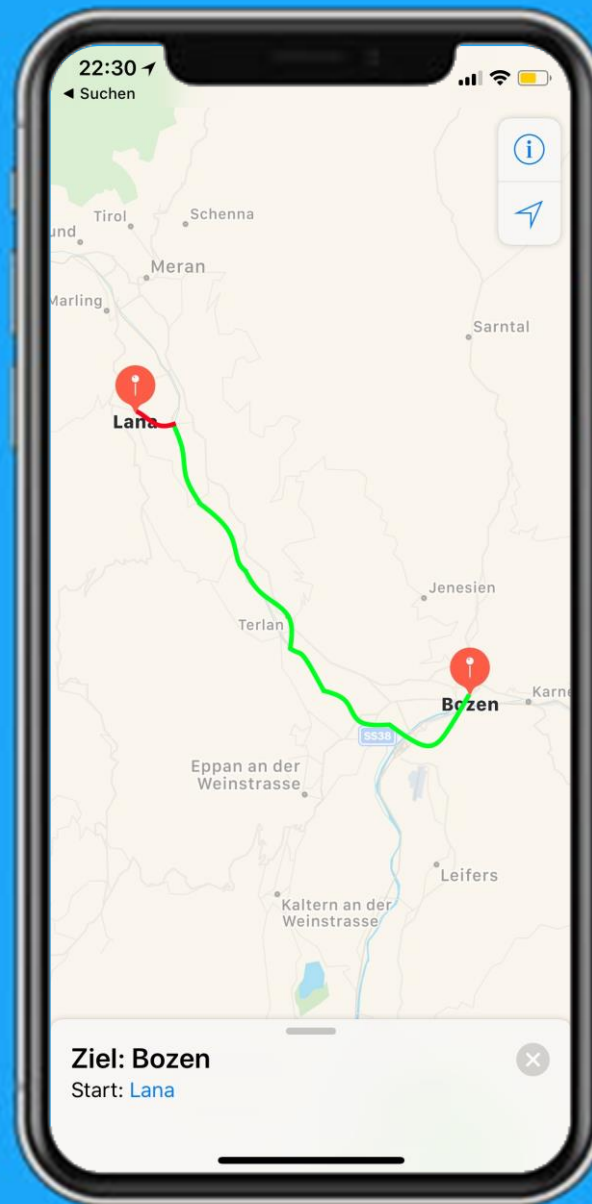 22:30
◀ Suchen
Tirol
Schenna
und
Meran
Marling
Sarntal
Lana
Jenesien
Terlan
Bozen
Karne
SS38
Eppan an der
Weinstrasse
Leifers
Kaltern an der
Weinstrasse
Ziel: Bozen
Start: Lana